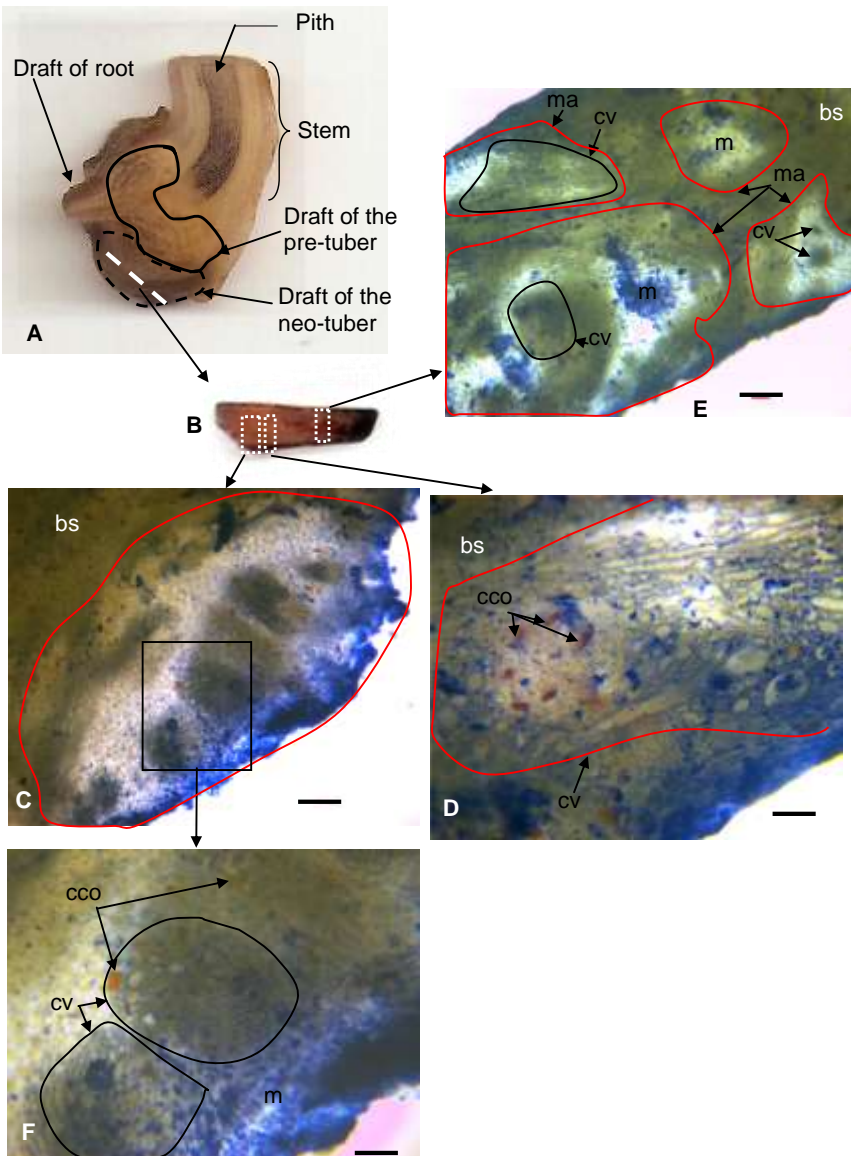 Pith
Draft of root
Stem
Draft of the
pre-tuber
Draft of the
neo-tuber
A
ma
cv
bs
m
ma
cv
m
cv
E
B
bs
C
bs
cco
cv
D
cco
cv
m
F